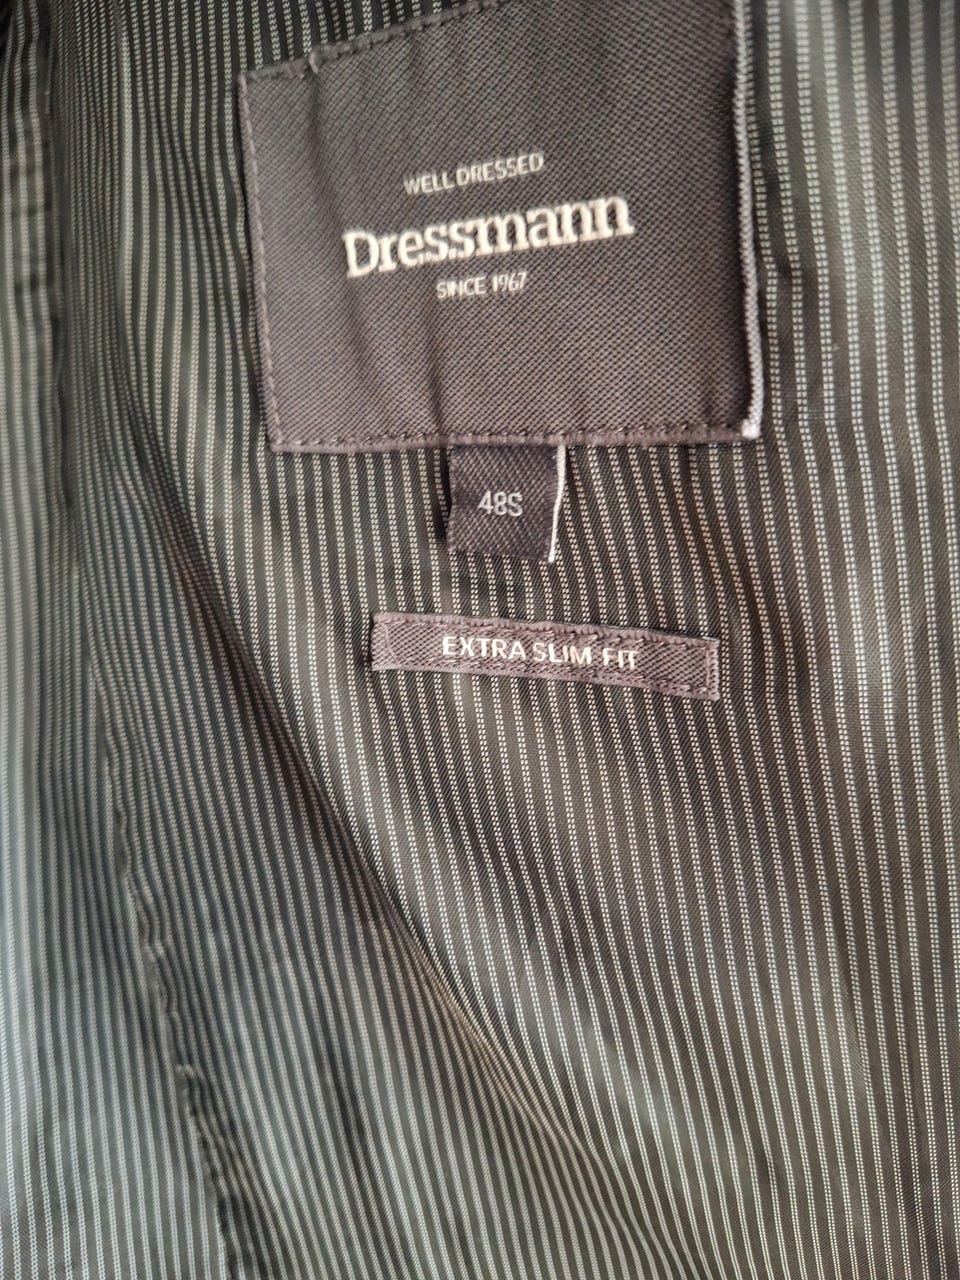 WELL DRESSED
Dressmann
SINCE 1967
48S
EXTRA SLIM FIT